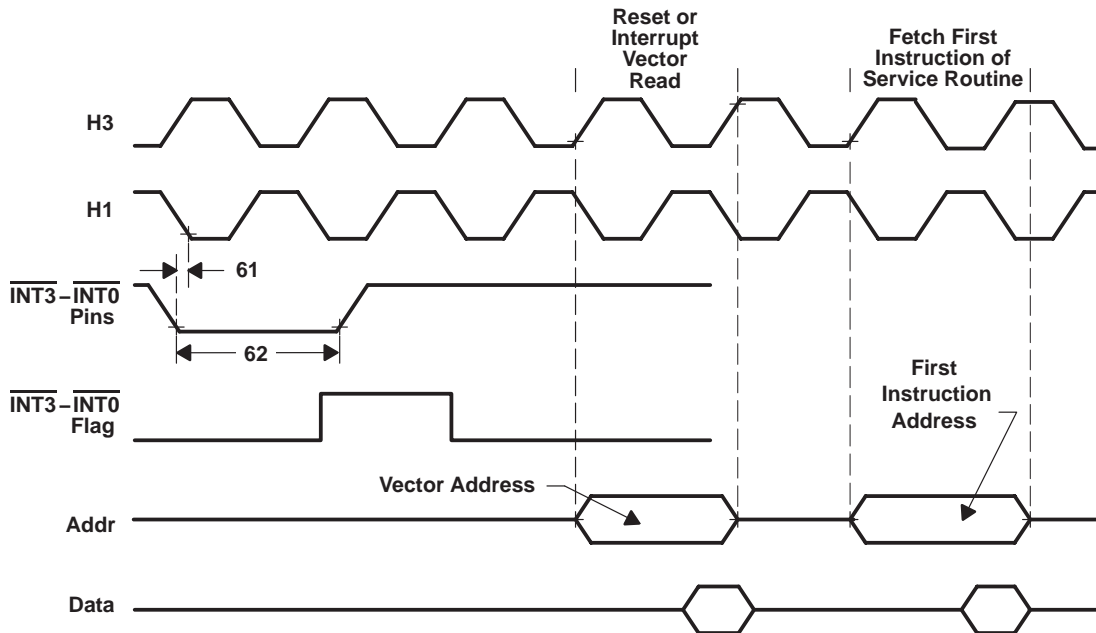 Reset or
Interrupt
Vector
Read
Fetch First
Instruction of
Service Routine
H3
H1
61
INT3–INT0
Pins
62
INT3–INT0
Flag
First
Instruction
Address
Vector Address
Addr
Data